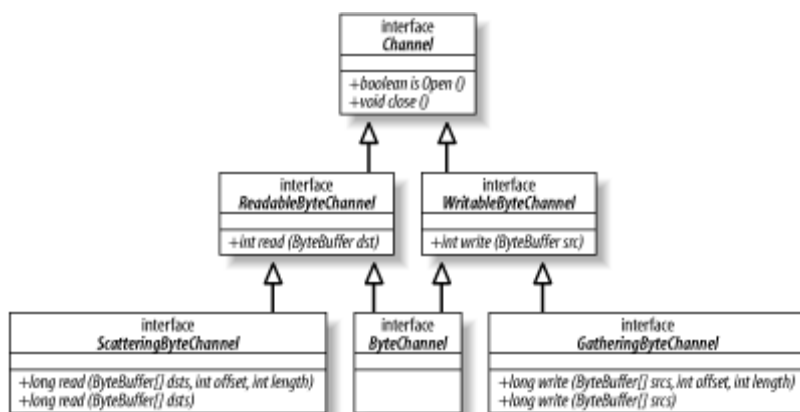 interface
Channel
+boolean is Open ()
+void close ()
interface
ReadableByteChannel
+int read (ByteBuffer dst)
interface
WritableByteChannel
+int write (ByteBuffer src)
interface
ScatteringByteChannel
+long read (ByteBuffer[] dsts, int offset, int length)
+long read (ByteBuffer[] dsts)
interface
ByteChannel
interface
GatheringByteChannel
+long write (ByteBuffer[] srcs, int offset, int length)
+long write (ByteBuffer[] srcs)